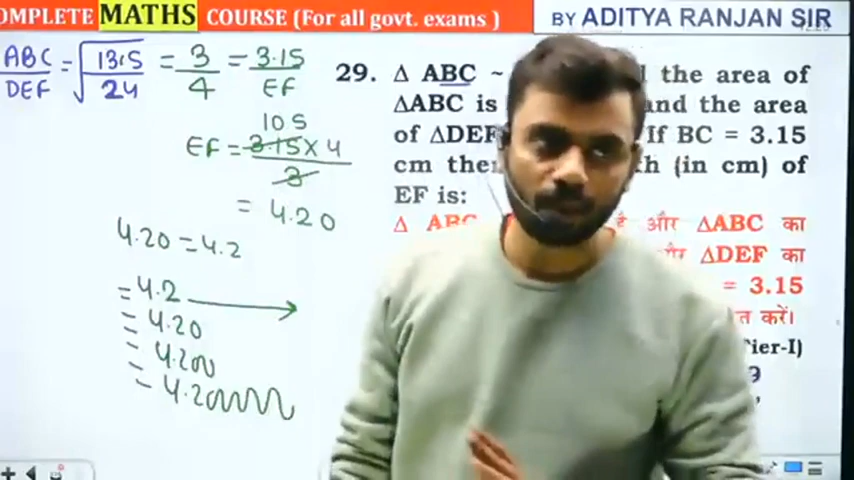 OMPLETE MATHS COURSE (For all govt. exams )
BY ADITYA RANJAN SIR
ABC/DEF = √(13.5/24) = 3/4 = 3.15/EF
105
EF = 3.15 × 4 / 3
= 4.20
4.20 = 4.2
= 4.2
= 4.20
= 4.200
= 4.20
29. Δ ABC ~ the area of
ΔABC is and the area
of ΔDEF If BC = 3.15
cm (in cm) of
EF is:
Δ ABC है और ΔABC का
ΔDEF का
= 3.15
करें।
Tier-I)